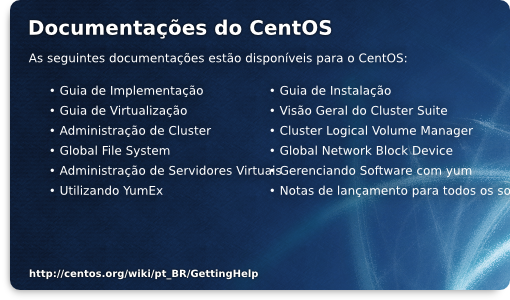 Documentações do CentOS
As seguintes documentações estão disponíveis para o CentOS:
• Guia de Implementação
• Guia de Virtualização
• Administração de Cluster
• Global File System
• Administração de Servidores Virtuais
• Utilizando YumEx
• Guia de Instalação
• Visão Geral do Cluster Suite
• Cluster Logical Volume Manager
• Global Network Block Device
• Gerenciando Software com yum
• Notas de lançamento para todos os so
http://centos.org/wiki/pt_BR/GettingHelp